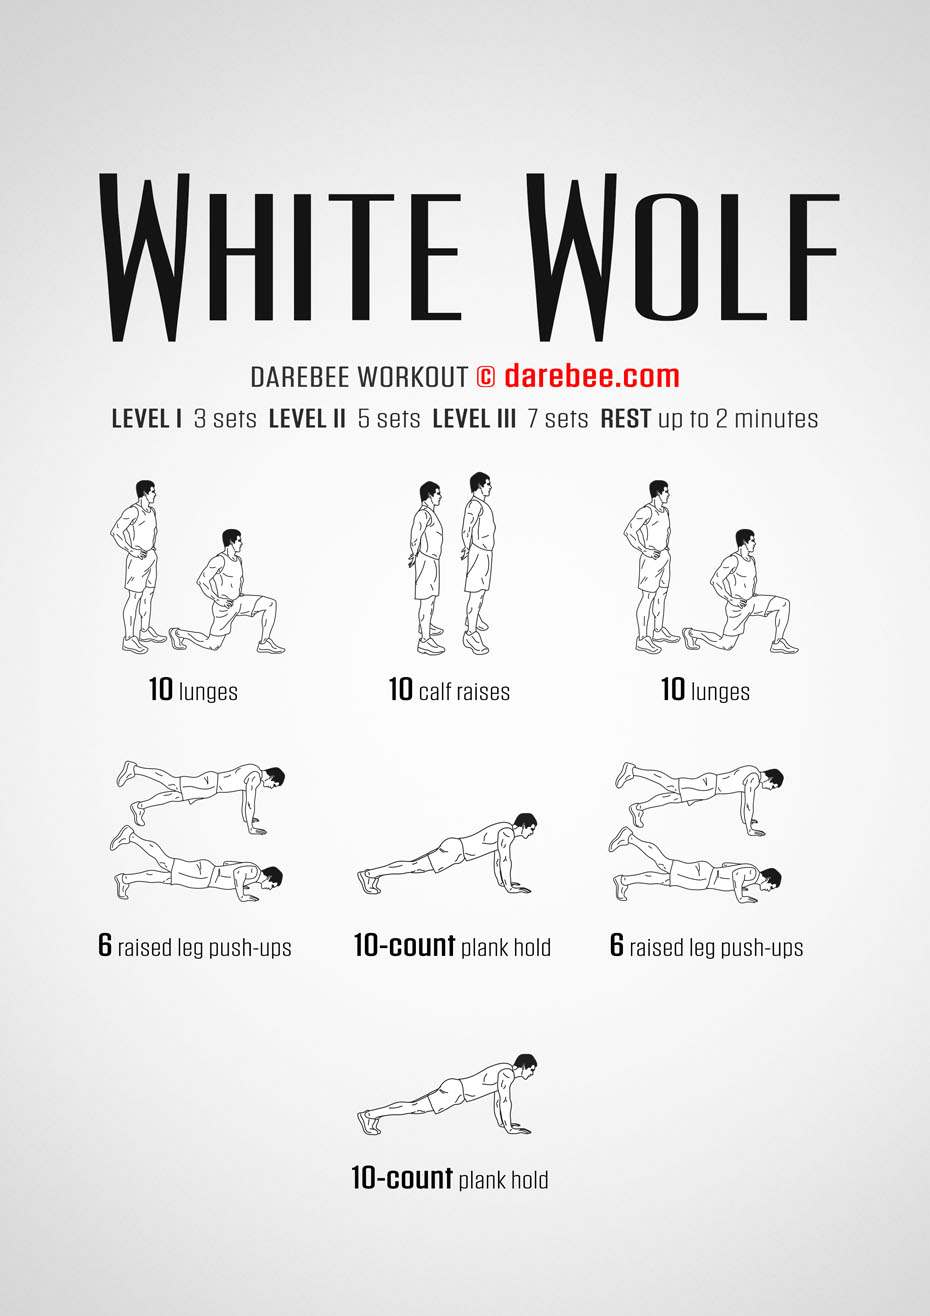 WHITE WOLF
DAREBEE WORKOUT © darebee.com
LEVEL I 3 sets LEVEL II 5 sets LEVEL III 7 sets REST up to 2 minutes
10 lunges
10 calf raises
10 lunges
6 raised leg push-ups
10-count plank hold
6 raised leg push-ups
10-count plank hold